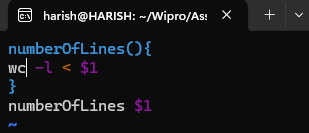 harish@HARISH: ~/Wipro/Ass
numberOfLines(){
wc -l < $1
}
numberOfLines $1
~